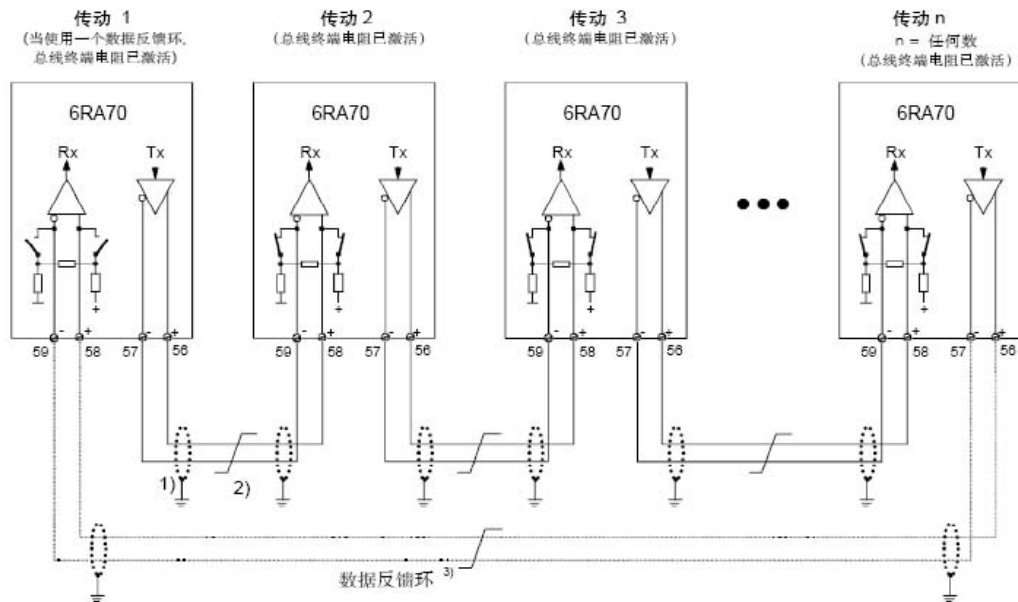 传动 1
(当使用一个数据反馈环,
总线终端电阻已激活)
传动 2
(总线终端电阻已激活)
传动 3
(总线终端电阻已激活)
传动 n
n = 任何数
(总线终端电阻已激活)
6RA70
6RA70
6RA70
6RA70
Rx
Tx
Rx
Tx
Rx
Tx
Rx
Tx
+
+
+
+
- + - +
- + - +
- + - +
- + - +
59 58 57 56
59 58 57 56
59 58 57 56
59 58 57 56
1)
2)
数据反馈环 3)